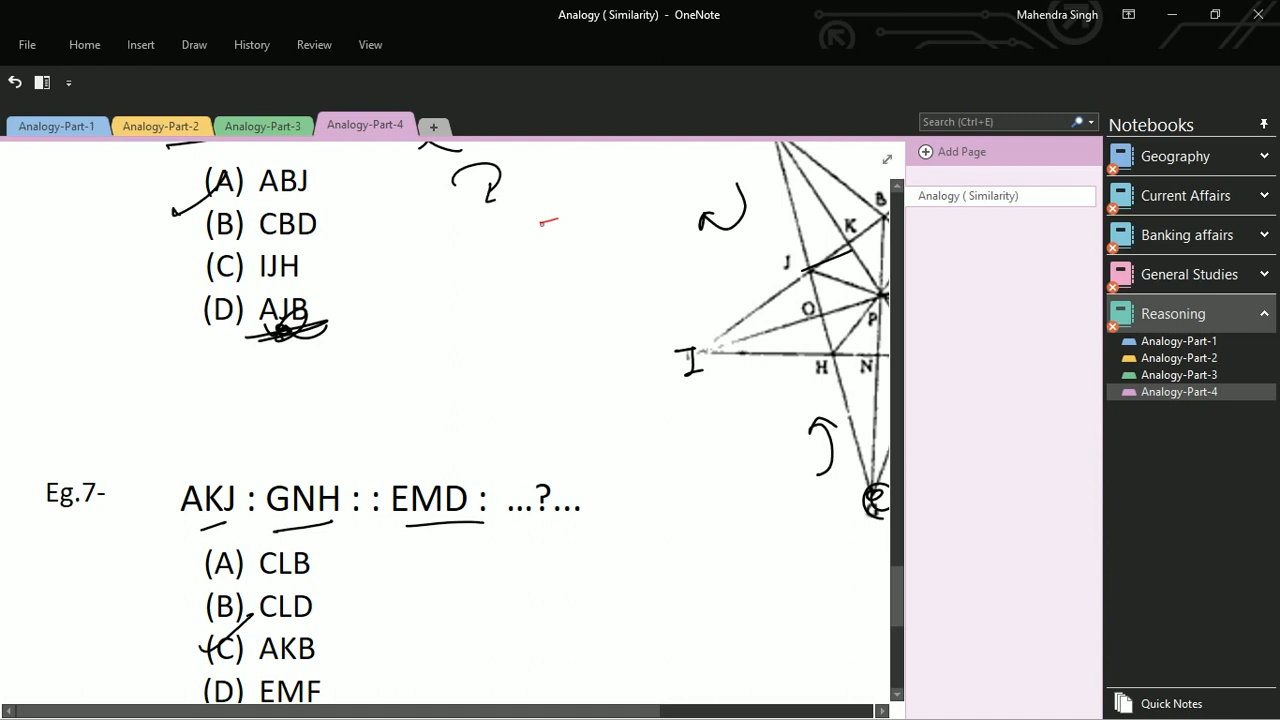 Analogy ( Similarity) - OneNote
Mahendra Singh
File Home Insert Draw History Review View
Analogy-Part-1 Analogy-Part-2 Analogy-Part-3 Analogy-Part-4 +
Search (Ctrl+E)
Notebooks
Add Page
Analogy ( Similarity)
Geography
Current Affairs
Banking affairs
General Studies
Reasoning
Analogy-Part-1
Analogy-Part-2
Analogy-Part-3
Analogy-Part-4
Quick Notes
(A) ABJ
(B) CBD
(C) IJH
(D) AJB
B
K
J
O
P
I
H
N
Eg.7- AKJ : GNH : : EMD : ...?...
(A) CLB
(B) CLD
(C) AKB
(D) EMF